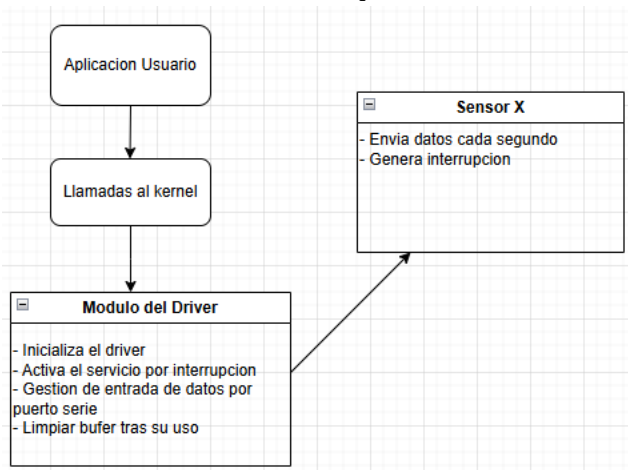 Aplicacion Usuario
Llamadas al kernel
Modulo del Driver
- Inicializa el driver
- Activa el servicio por interrupcion
- Gestion de entrada de datos por
puerto serie
- Limpiar bufer tras su uso
Sensor X
- Envia datos cada segundo
- Genera interrupcion